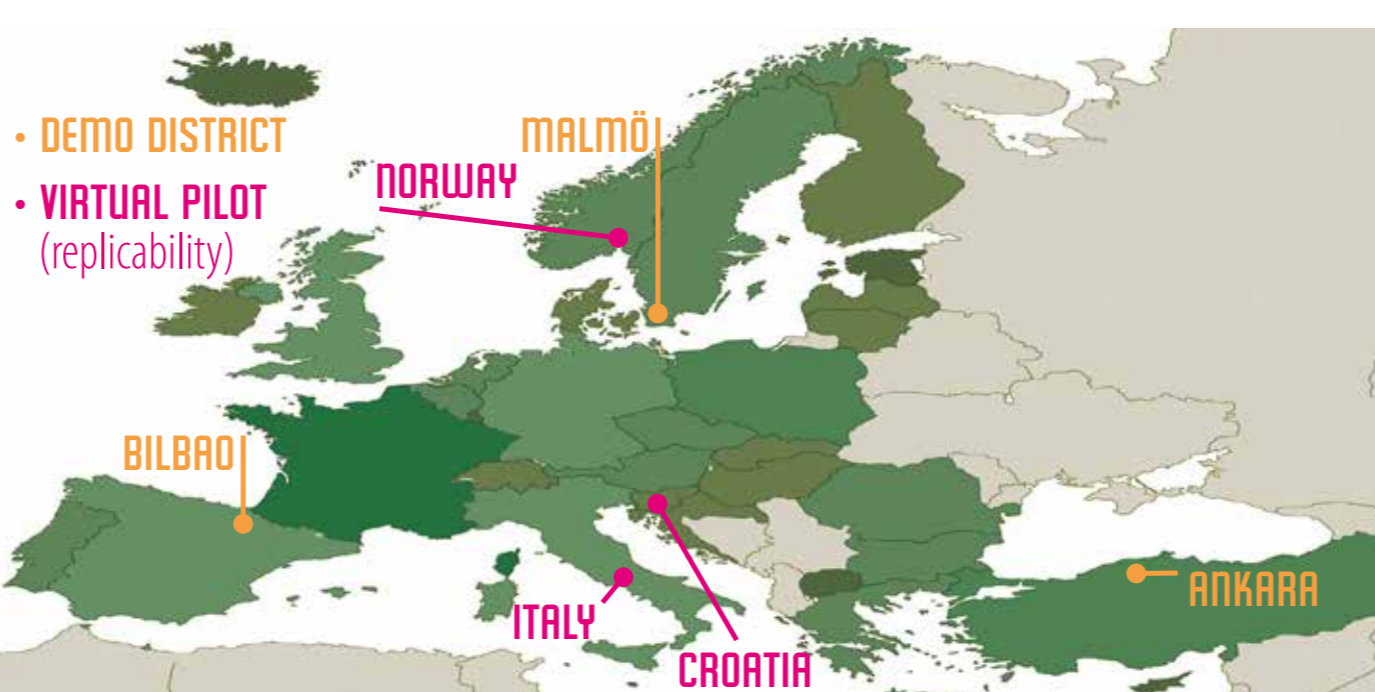 • DEMO DISTRICT
• VIRTUAL PILOT
(replicability)
MALMÖ
NORWAY
BILBAO
ITALY
CROATIA
ANKARA